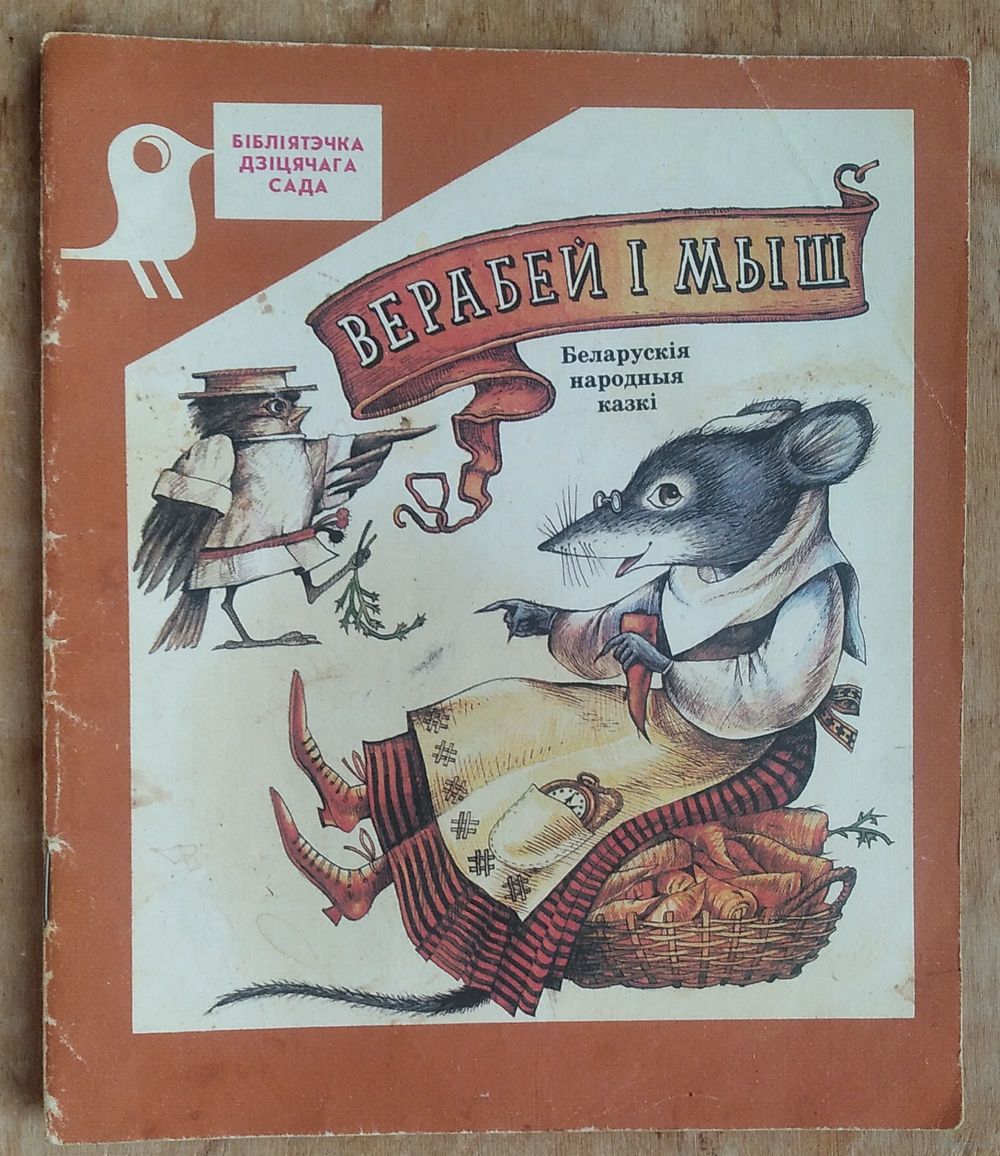 БІБЛІЯТЭЧКА
ДЗІЦЯЧАГА
САДА
ВЕРАБЕЙ І МЫШ
Беларускія
народныя
казкі